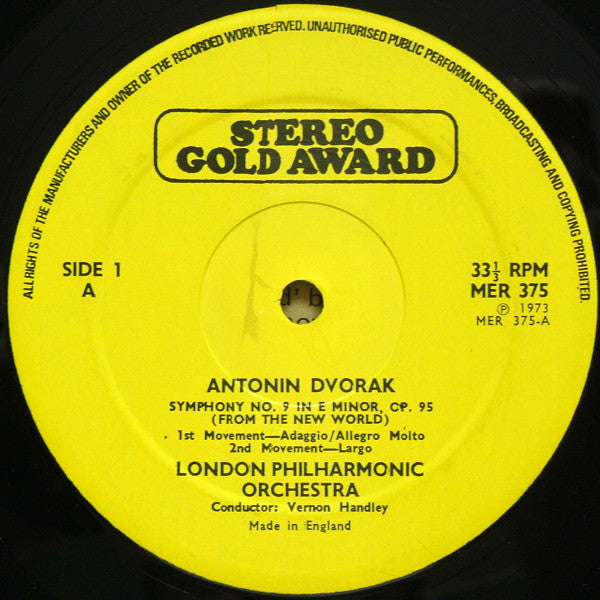 ALL RIGHTS OF THE MANUFACTURERS AND OWNER OF THE RECORDED WORK RESERVED. UNAUTHORISED PUBLIC PERFORMANCES, BROADCASTING AND COPYING PROHIBITED.
STEREO
GOLD AWARD
SIDE 1
A
33⅓ RPM
MER 375
℗ 1973
MER 375-A
ANTONIN DVORAK
SYMPHONY NO. 9 IN E MINOR, OP. 95
(FROM THE NEW WORLD)
1st Movement—Adaggio/Allegro Molto
2nd Movement—Largo
LONDON PHILHARMONIC
ORCHESTRA
Conductor: Vernon Handley
Made in England